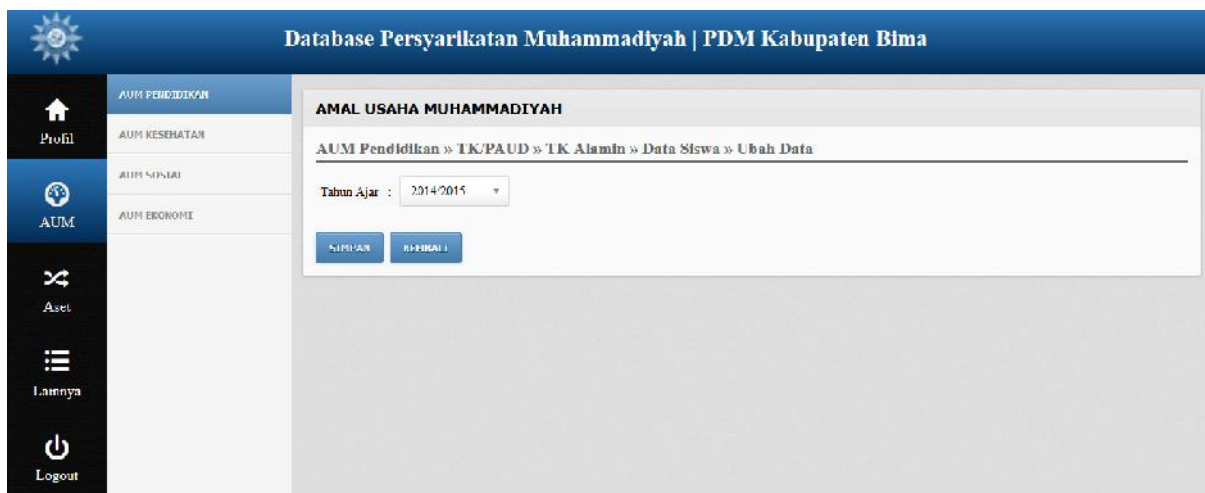 Database Persyarikatan Muhammadiyah | PDM Kabupaten Bima
Profil
AUM
Aset
Lainnya
Logout
AUM PENDIDIKAN
AUM KESEHATAN
AUM SOSIAL
AUM EKONOMI
AMAL USAHA MUHAMMADIYAH
AUM Pendidikan » TK/PAUD » TK Alamin » Data Siswa » Ubah Data
Tahun Ajar : 2014/2015
SIMPAN KEMBALI